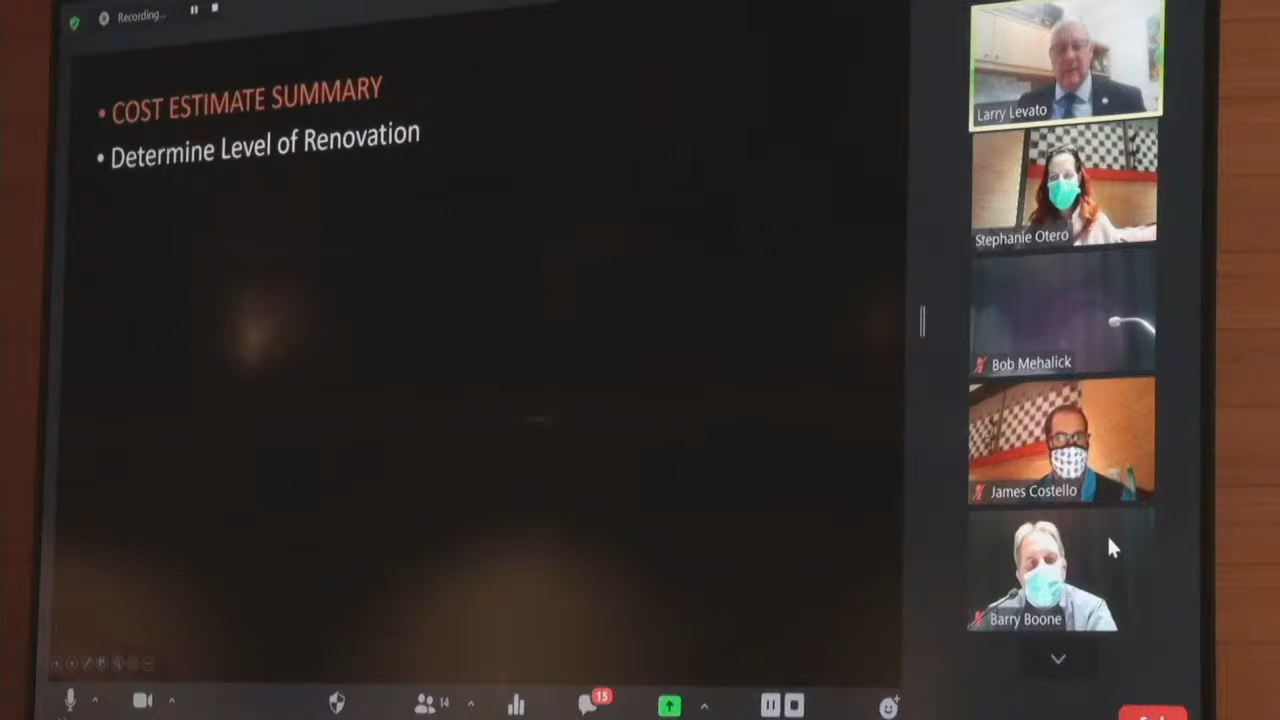 Recording...
• COST ESTIMATE SUMMARY
• Determine Level of Renovation
Larry Levato
Stephanie Otero
Bob Mehalick
James Costello
Barry Boone
14
15